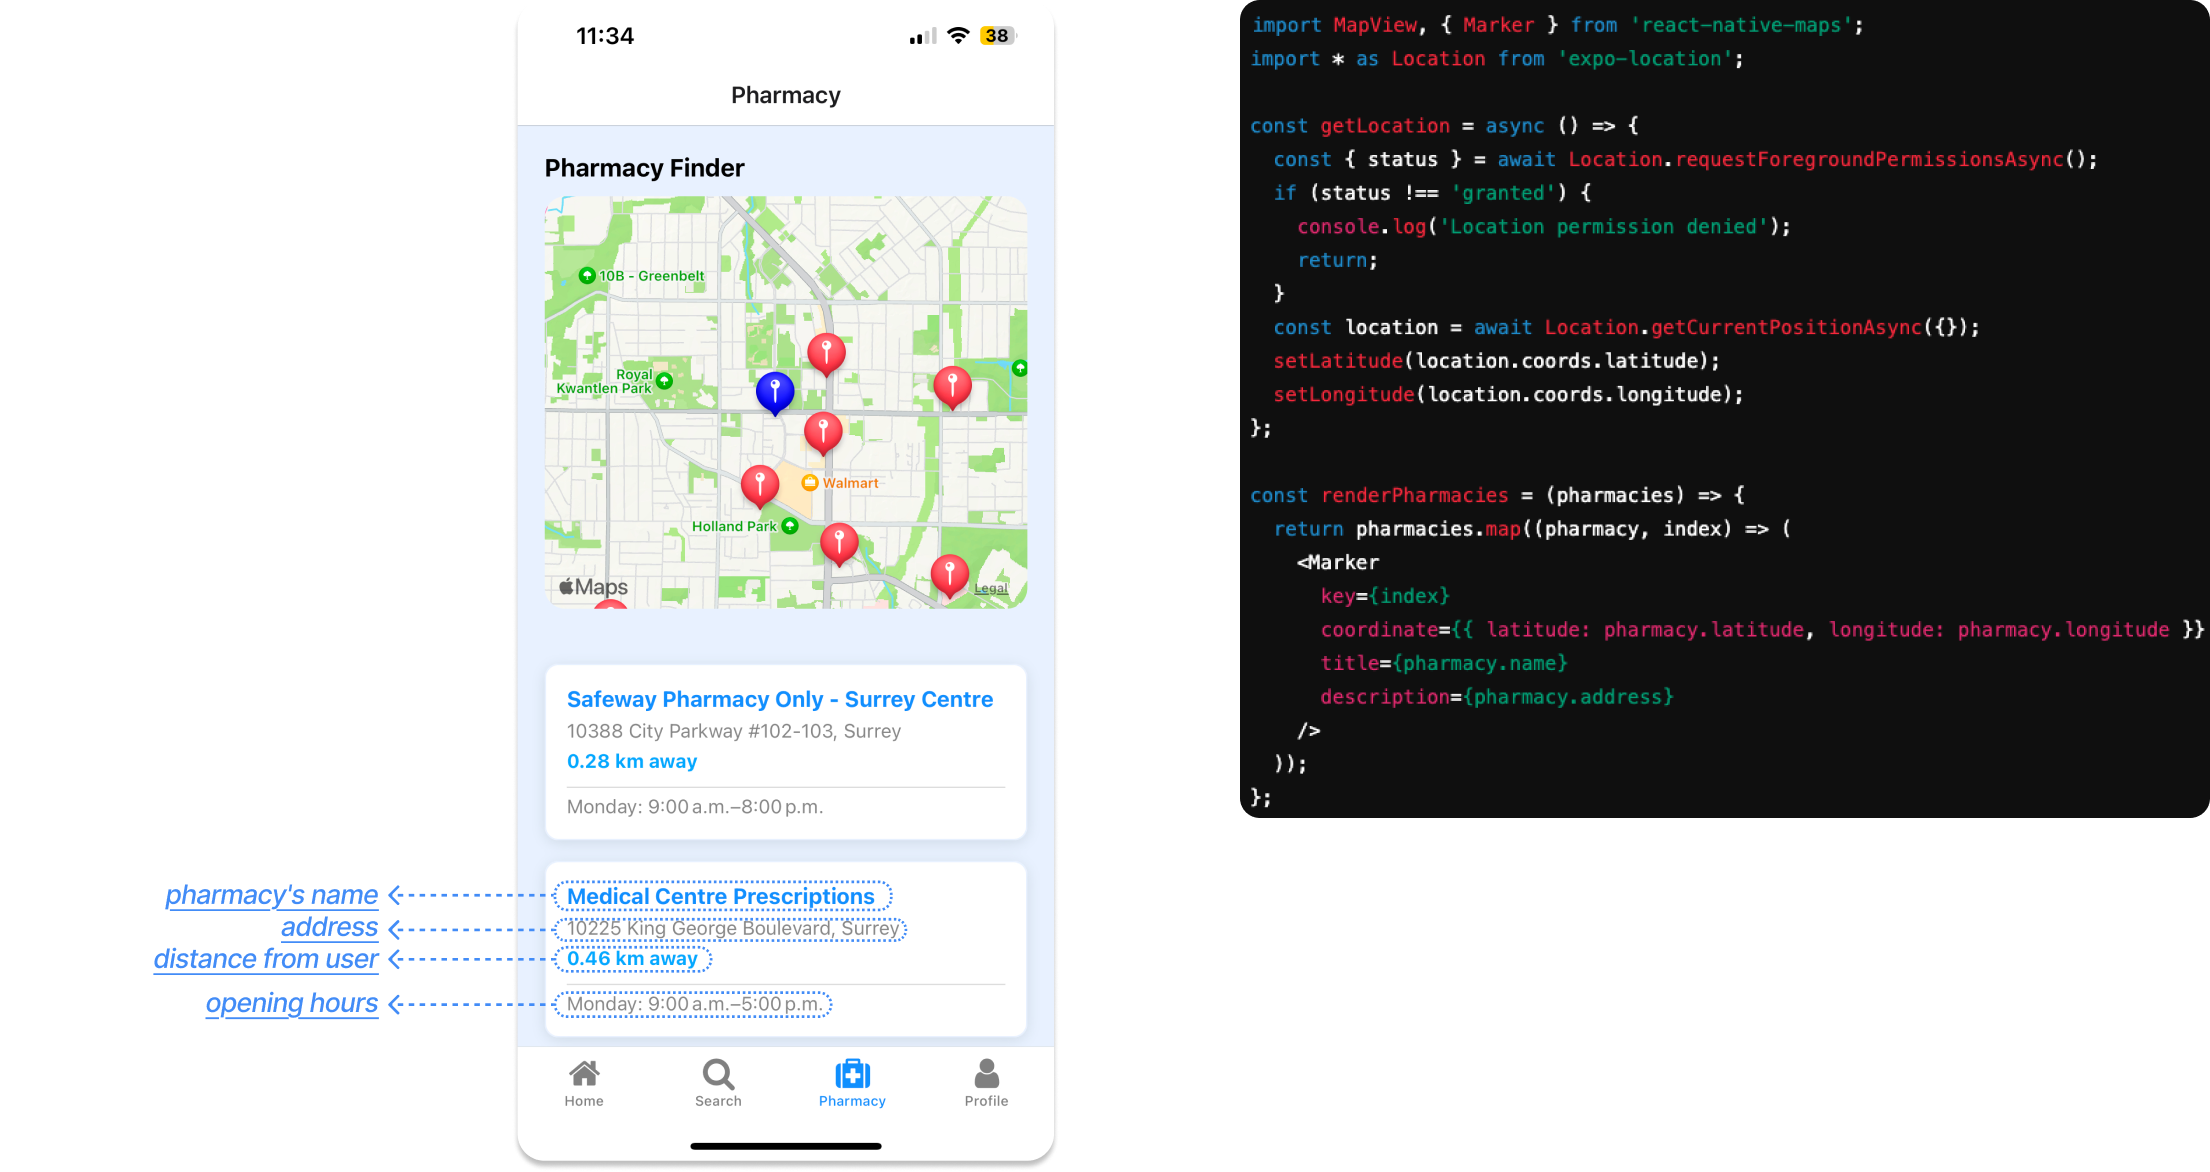 11:34
38
Pharmacy
Pharmacy Finder
10B - Greenbelt
Royal
Kwantlen Park
Walmart
Holland Park
Maps
Legal
Safeway Pharmacy Only - Surrey Centre
10388 City Parkway #102-103, Surrey
0.28 km away
Monday: 9:00 a.m.–8:00 p.m.
pharmacy's name
Medical Centre Prescriptions
address
10225 King George Boulevard, Surrey
distance from user
0.46 km away
opening hours
Monday: 9:00 a.m.–5:00 p.m.
Home
Search
Pharmacy
Profile
import MapView, { Marker } from 'react-native-maps';
import * as Location from 'expo-location';
const getLocation = async () => {
  const { status } = await Location.requestForegroundPermissionsAsync();
  if (status !== 'granted') {
    console.log('Location permission denied');
    return;
  }
  const location = await Location.getCurrentPositionAsync({});
  setLatitude(location.coords.latitude);
  setLongitude(location.coords.longitude);
};
const renderPharmacies = (pharmacies) => {
  return pharmacies.map((pharmacy, index) => (
    <Marker
      key={index}
      coordinate={{ latitude: pharmacy.latitude, longitude: pharmacy.longitude }}
      title={pharmacy.name}
      description={pharmacy.address}
    />
  ));
};